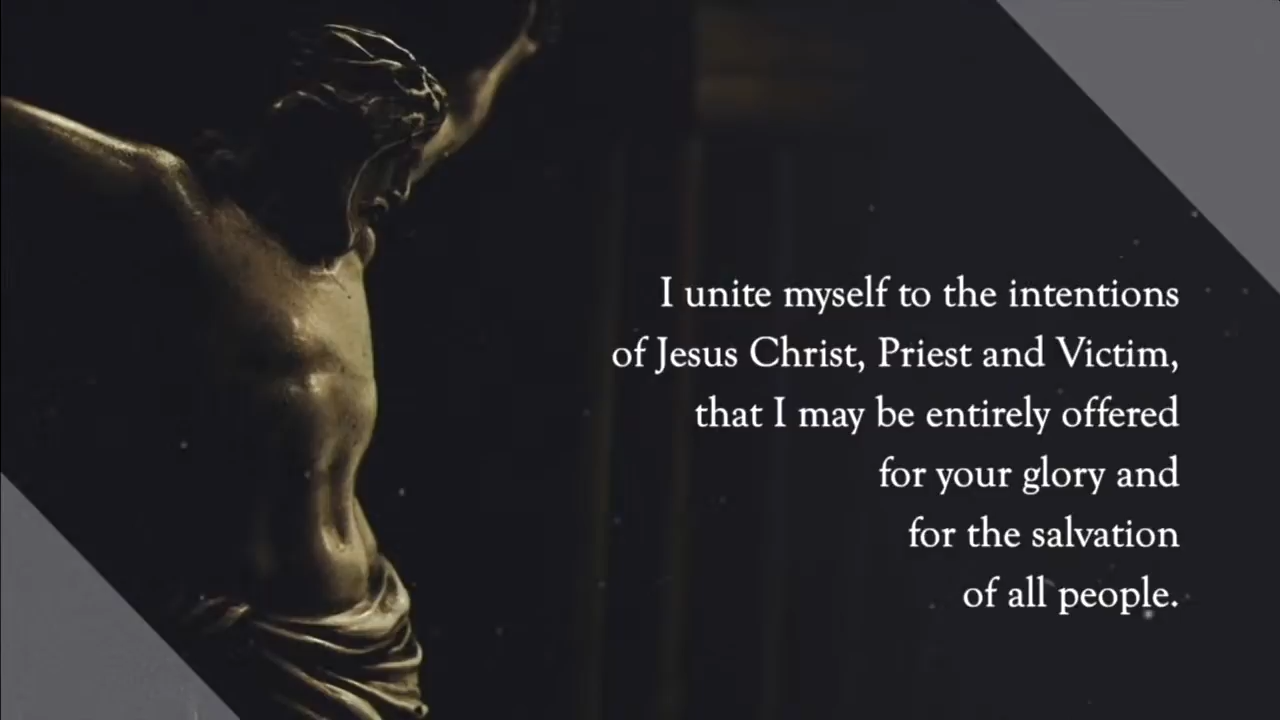 I unite myself to the intentions
of Jesus Christ, Priest and Victim,
that I may be entirely offered
for your glory and
for the salvation
of all people.